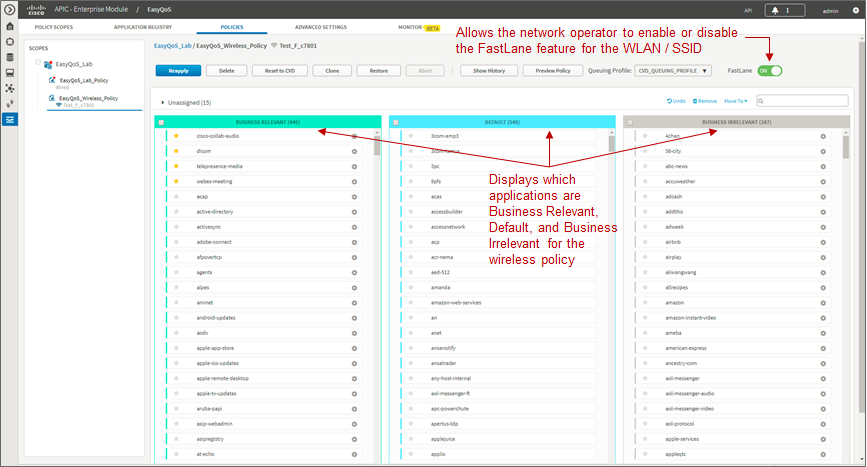 cisco
APIC - Enterprise Module / EasyQoS
API
1
admin
POLICY SCOPES
APPLICATION REGISTRY
POLICIES
ADVANCED SETTINGS
MONITOR BETA
Allows the network operator to enable or disable
the FastLane feature for the WLAN / SSID
SCOPES
EasyQoS_Lab
EasyQoS_Lab_Policy
Wired
EasyQoS_Wireless_Policy
Test_F_c7801
EasyQoS_Lab / EasyQoS_Wireless_Policy Test_F_c7801
Reapply
Delete
Reset to CVD
Clone
Restore
Abort
Show History
Preview Policy
Queuing Profile: CVD_QUEUING_PROFILE
FastLane ON
Unassigned (15)
Undo
Remove
Move To
BUSINESS RELEVANT (446)
cisco-collab-audio
dicom
telepresence-media
webex-meeting
acap
active-directory
activesync
adobe-connect
afpovertcp
agentx
alpes
aminet
android-updates
aodv
apple-app-store
apple-ios-updates
apple-remote-desktop
apple-tv-updates
aruba-papi
asip-webadmin
asipregistry
at-echo
DEFAULT (548)
3com-amp3
3com-tsmux
3pc
9pfs
acas
accessbuilder
accessnetwork
acp
acr-nema
aed-512
amanda
amazon-web-services
an
anet
ansanotify
ansatrader
any-host-internal
aol-messenger-ft
apc-powerchute
apertus-ldp
applejuice
applix
Displays which
applications are
Business Relevant,
Default, and Business
Irrelevant for the
wireless policy
BUSINESS IRRELEVANT (387)
4chan
56-city
abc-news
accuweather
adcash
addthis
adweek
airbnb
airplay
aliwangwang
allrecipes
amazon
amazon-instant-video
ameba
american-express
ancestry-com
aol-messenger
aol-messenger-audio
aol-messenger-video
aol-protocol
apple-services
appleqtc